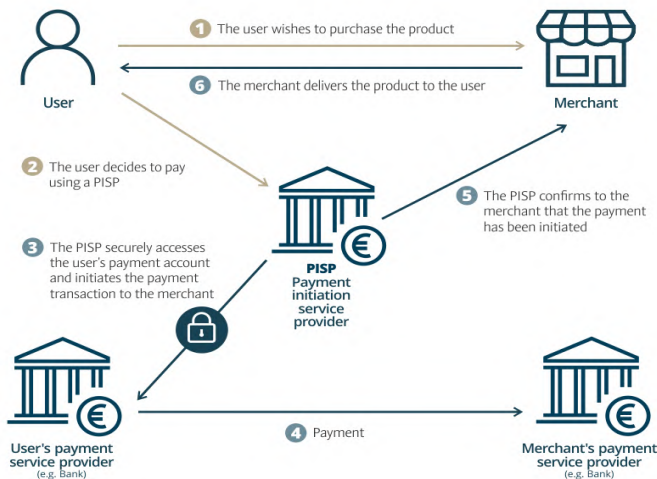 1 The user wishes to purchase the product
6 The merchant delivers the product to the user
User
Merchant
2 The user decides to pay
using a PISP
5 The PISP confirms to the
merchant that the payment
has been initiated
3 The PISP securely accesses
the user's payment account
and initiates the payment
transaction to the merchant
€
PISP
Payment
initiation
service
provider
€
User's payment
service provider
(e.g. Bank)
4 Payment
€
Merchant's payment
service provider
(e.g. Bank)